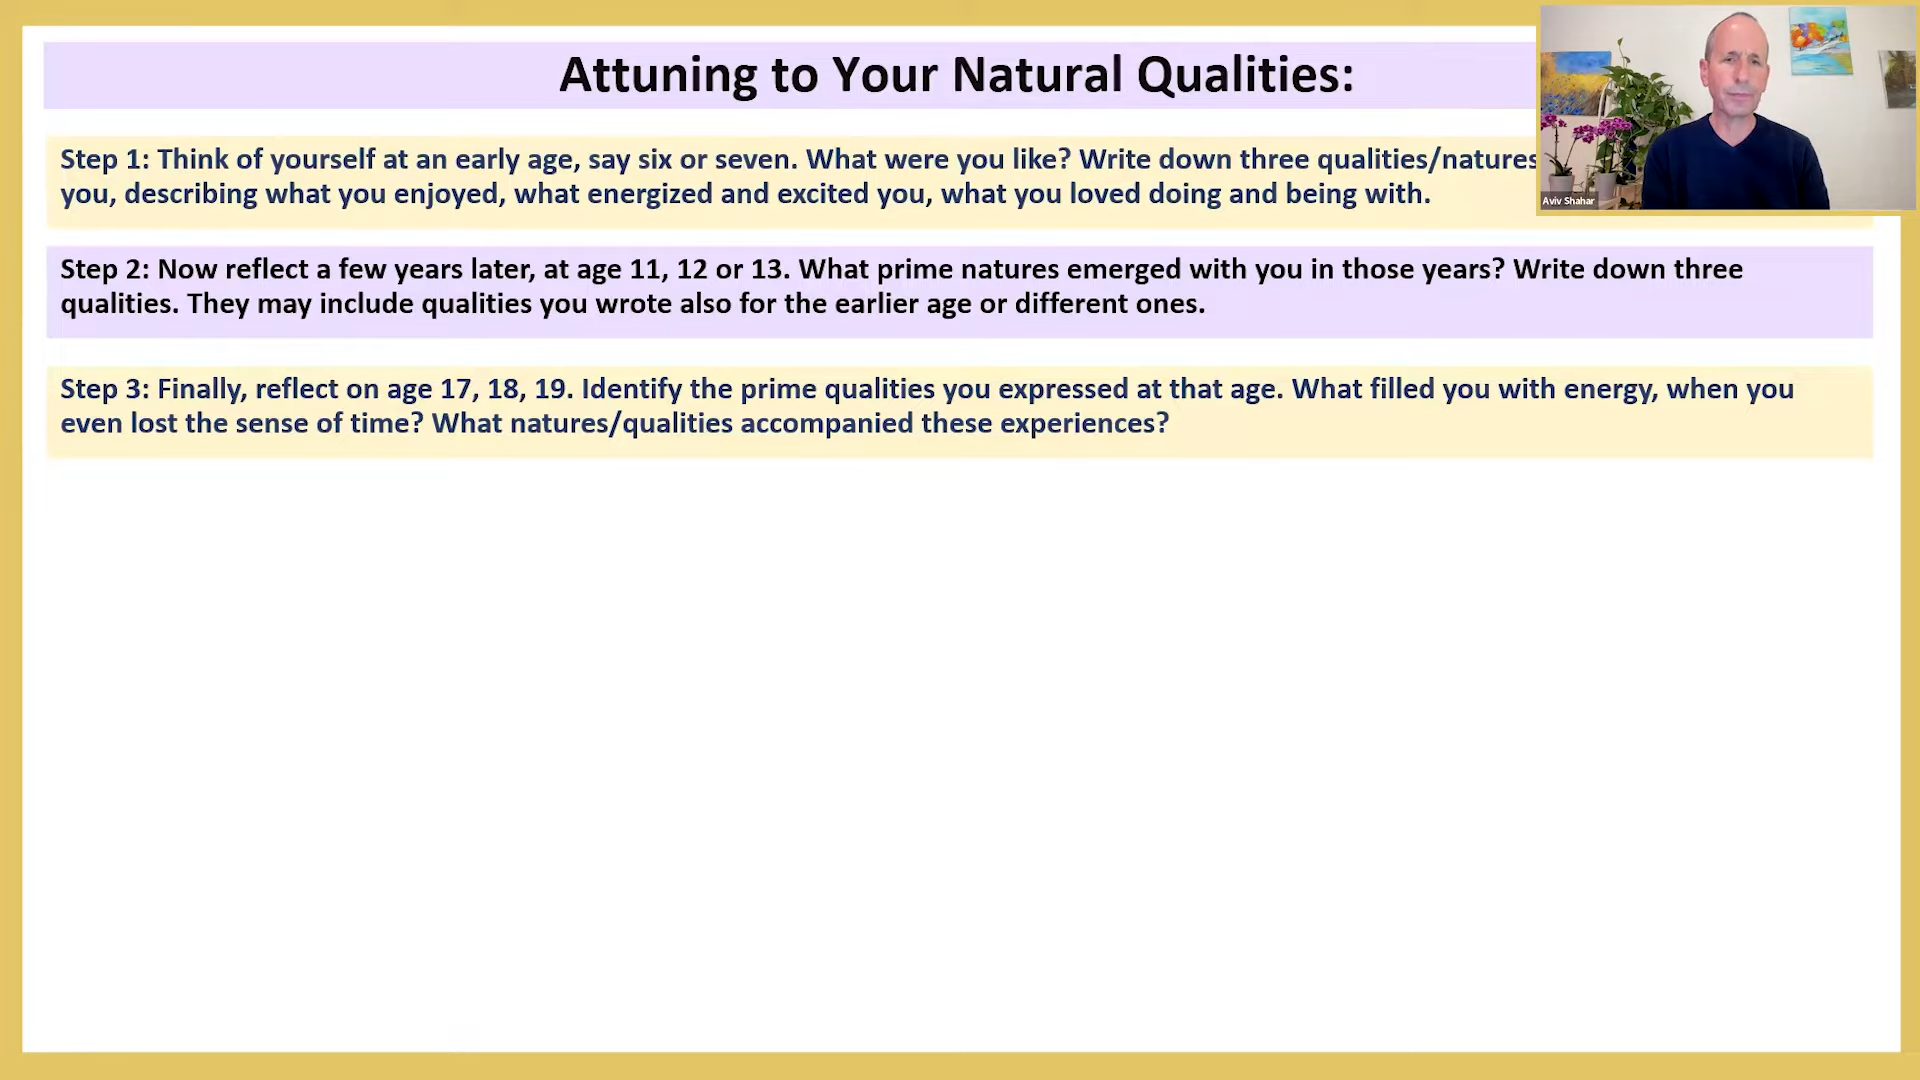 Attuning to Your Natural Qualities:
Step 1: Think of yourself at an early age, say six or seven. What were you like? Write down three qualities/natures
you, describing what you enjoyed, what energized and excited you, what you loved doing and being with.
Aviv Shahar
Step 2: Now reflect a few years later, at age 11, 12 or 13. What prime natures emerged with you in those years? Write down three
qualities. They may include qualities you wrote also for the earlier age or different ones.
Step 3: Finally, reflect on age 17, 18, 19. Identify the prime qualities you expressed at that age. What filled you with energy, when you
even lost the sense of time? What natures/qualities accompanied these experiences?